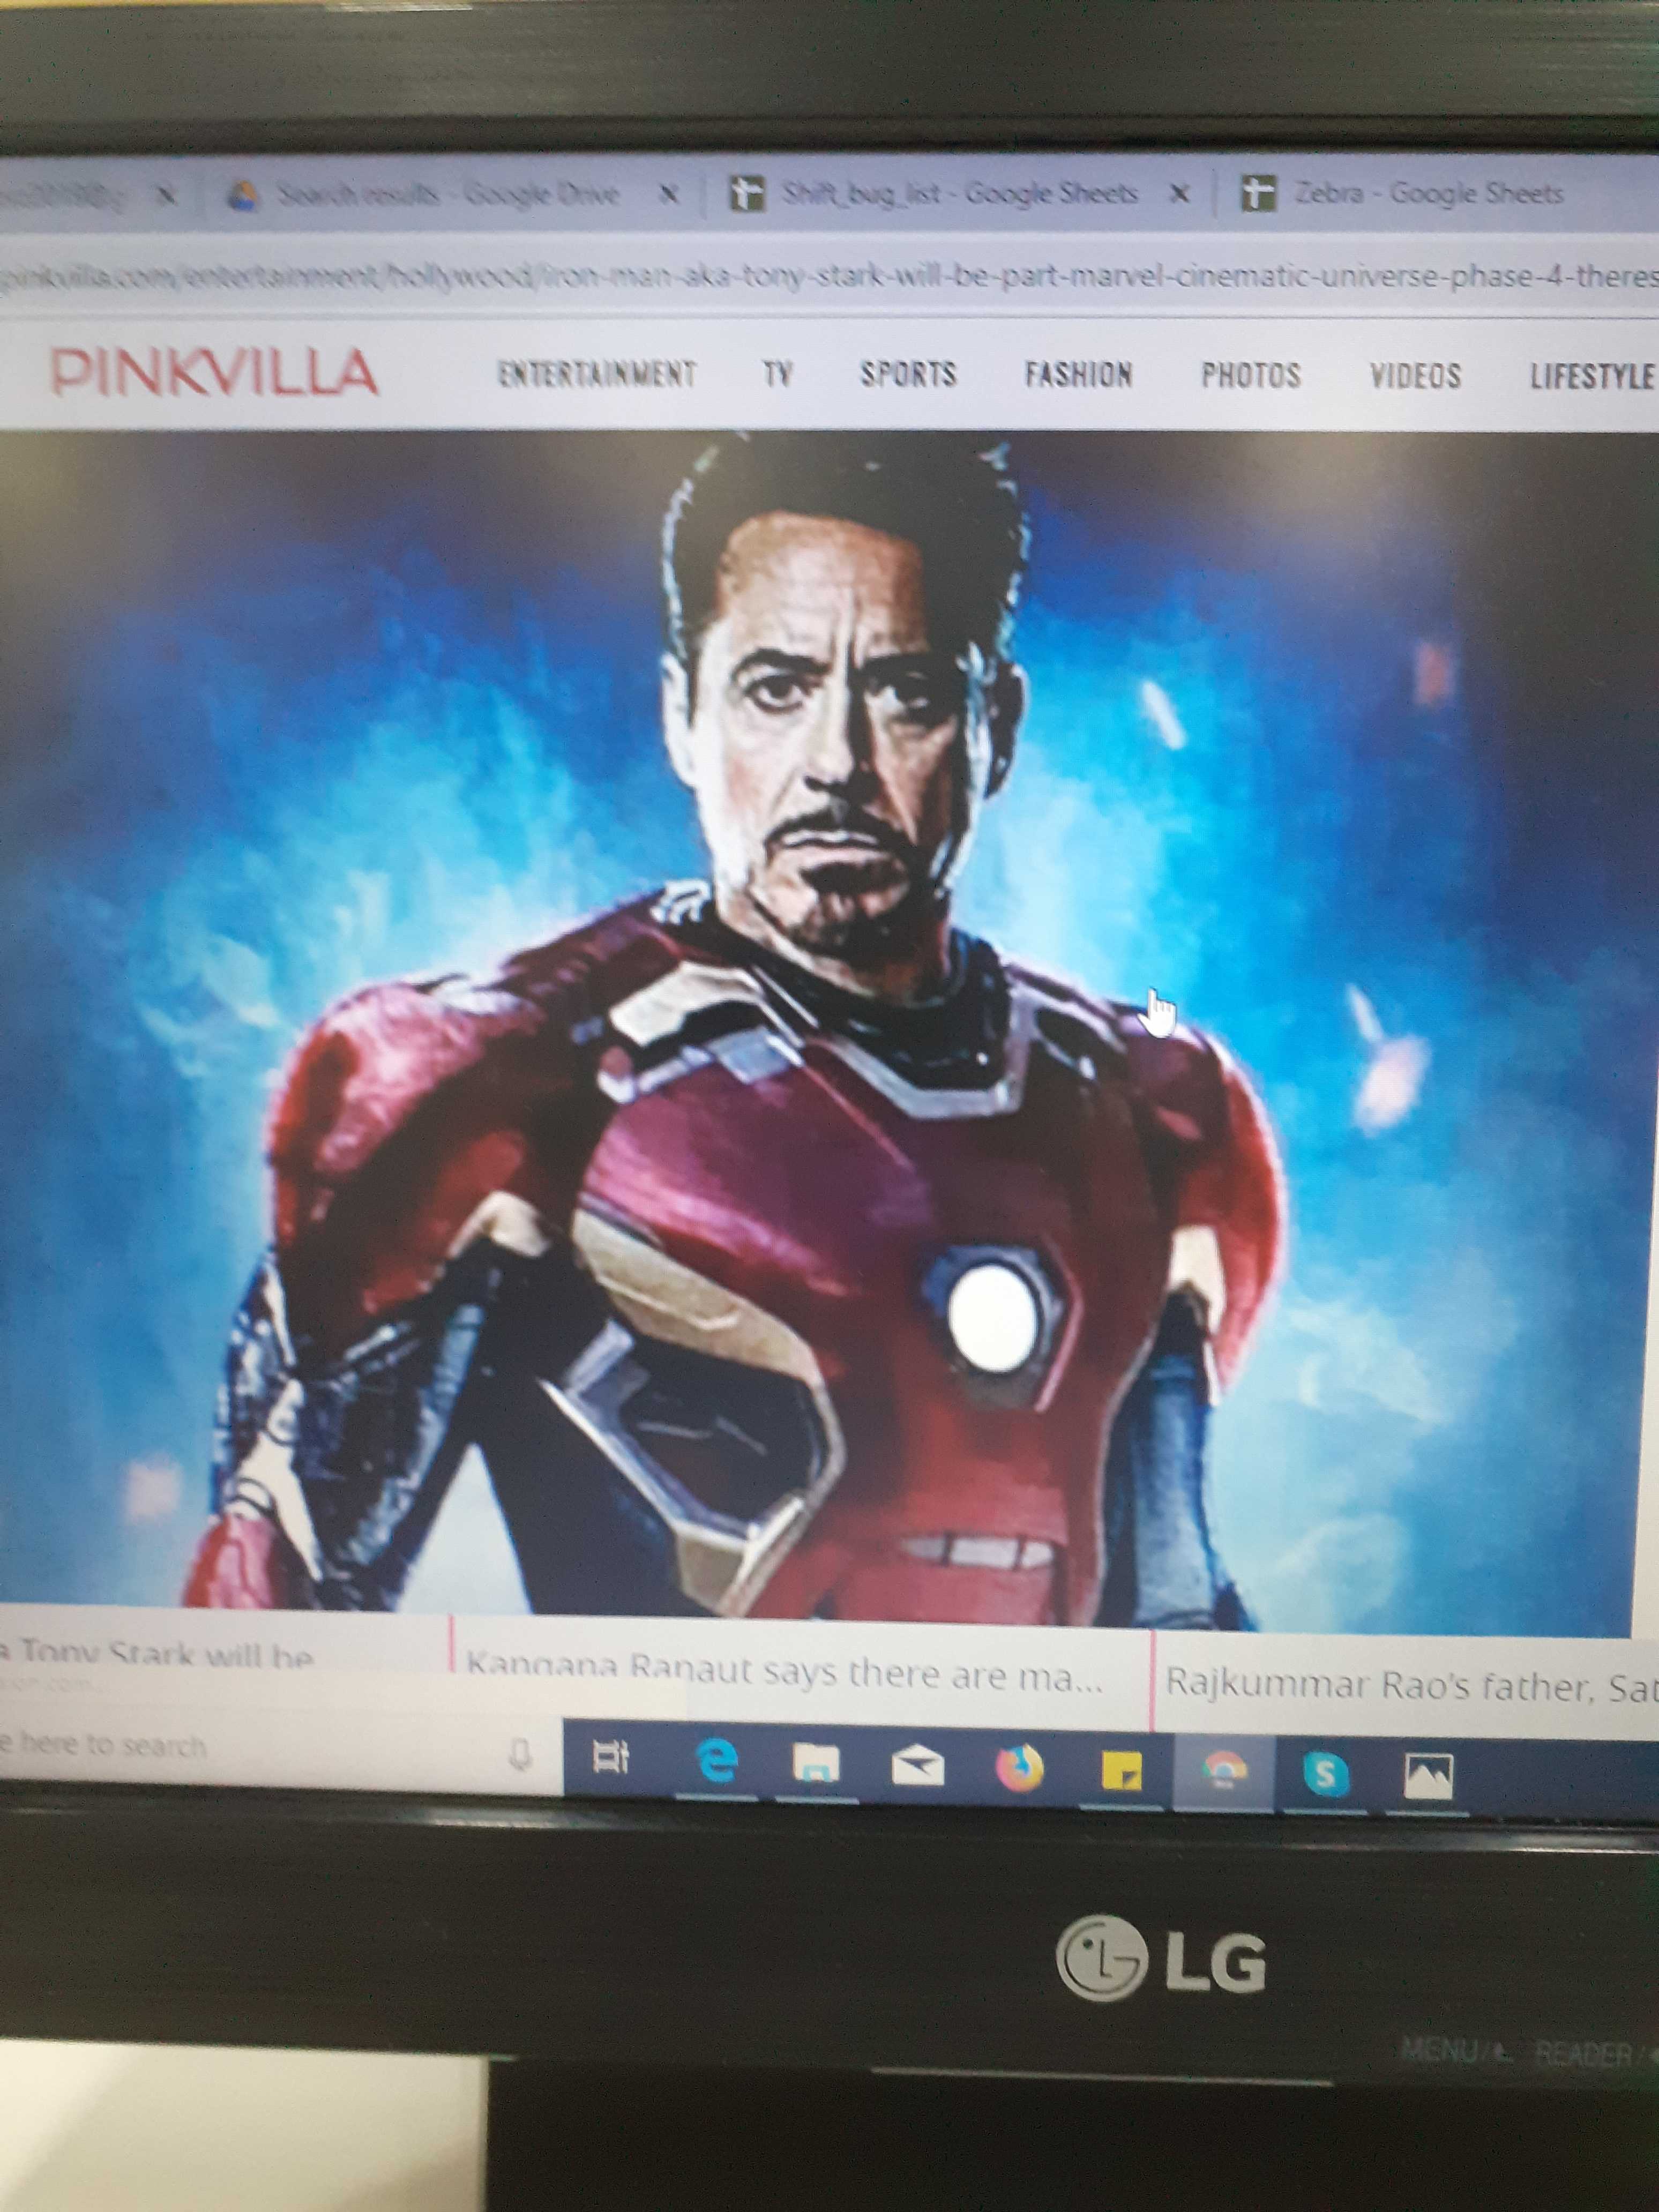 Search results - Google Drive
Shift_bug_list - Google Sheets
Zebra - Google Sheets
pinkvilla.com/entertainment/hollywood/iron-man-aka-tony-stark-will-be-part-marvel-cinematic-universe-phase-4-theres
PINKVILLA ENTERTAINMENT TV SPORTS FASHION PHOTOS VIDEOS LIFESTYLE
a Tony Stark will be
Kangana Ranaut says there are ma...
Rajkummar Rao's father, Sat
e here to search
S
LG
MENU/ READER/